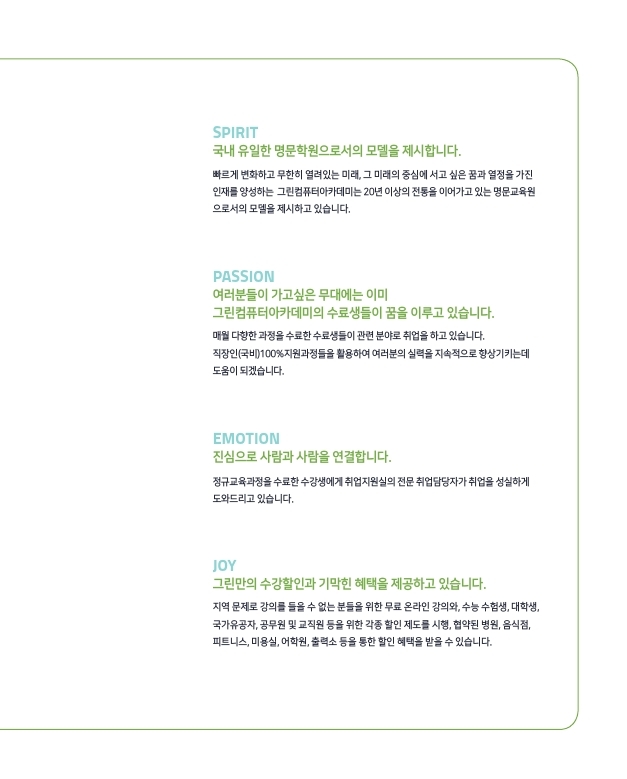 SPIRIT
국내 유일한 명문학원으로서의 모델을 제시합니다.
빠르게 변화하고 무한히 열려있는 미래, 그 미래의 중심에 서고 싶은 꿈과 열정을 가진
인재를 양성하는 그린컴퓨터아카데미는 20년 이상의 전통을 이어가고 있는 명문교육원
으로서의 모델을 제시하고 있습니다.
PASSION
여러분들이 가고싶은 무대에는 이미
그린컴퓨터아카데미의 수료생들이 꿈을 이루고 있습니다.
매월 다향한 과정을 수료한 수료생들이 관련 분야로 취업을 하고 있습니다.
직장인(국비)100%지원과정들을 활용하여 여러분의 실력을 지속적으로 향상기키는데
도움이 되겠습니다.
EMOTION
진심으로 사람과 사람을 연결합니다.
정규교육과정을 수료한 수강생에게 취업지원실의 전문 취업담당자가 취업을 성실하게
도와드리고 있습니다.
JOY
그린만의 수강할인과 기막힌 혜택을 제공하고 있습니다.
지역 문제로 강의를 들을 수 없는 분들을 위한 무료 온라인 강의와, 수능 수험생, 대학생,
국가유공자, 공무원 및 교직원 등을 위한 각종 할인 제도를 시행, 협약된 병원, 음식점,
피트니스, 미용실, 어학원, 출력소 등을 통한 할인 혜택을 받을 수 있습니다.